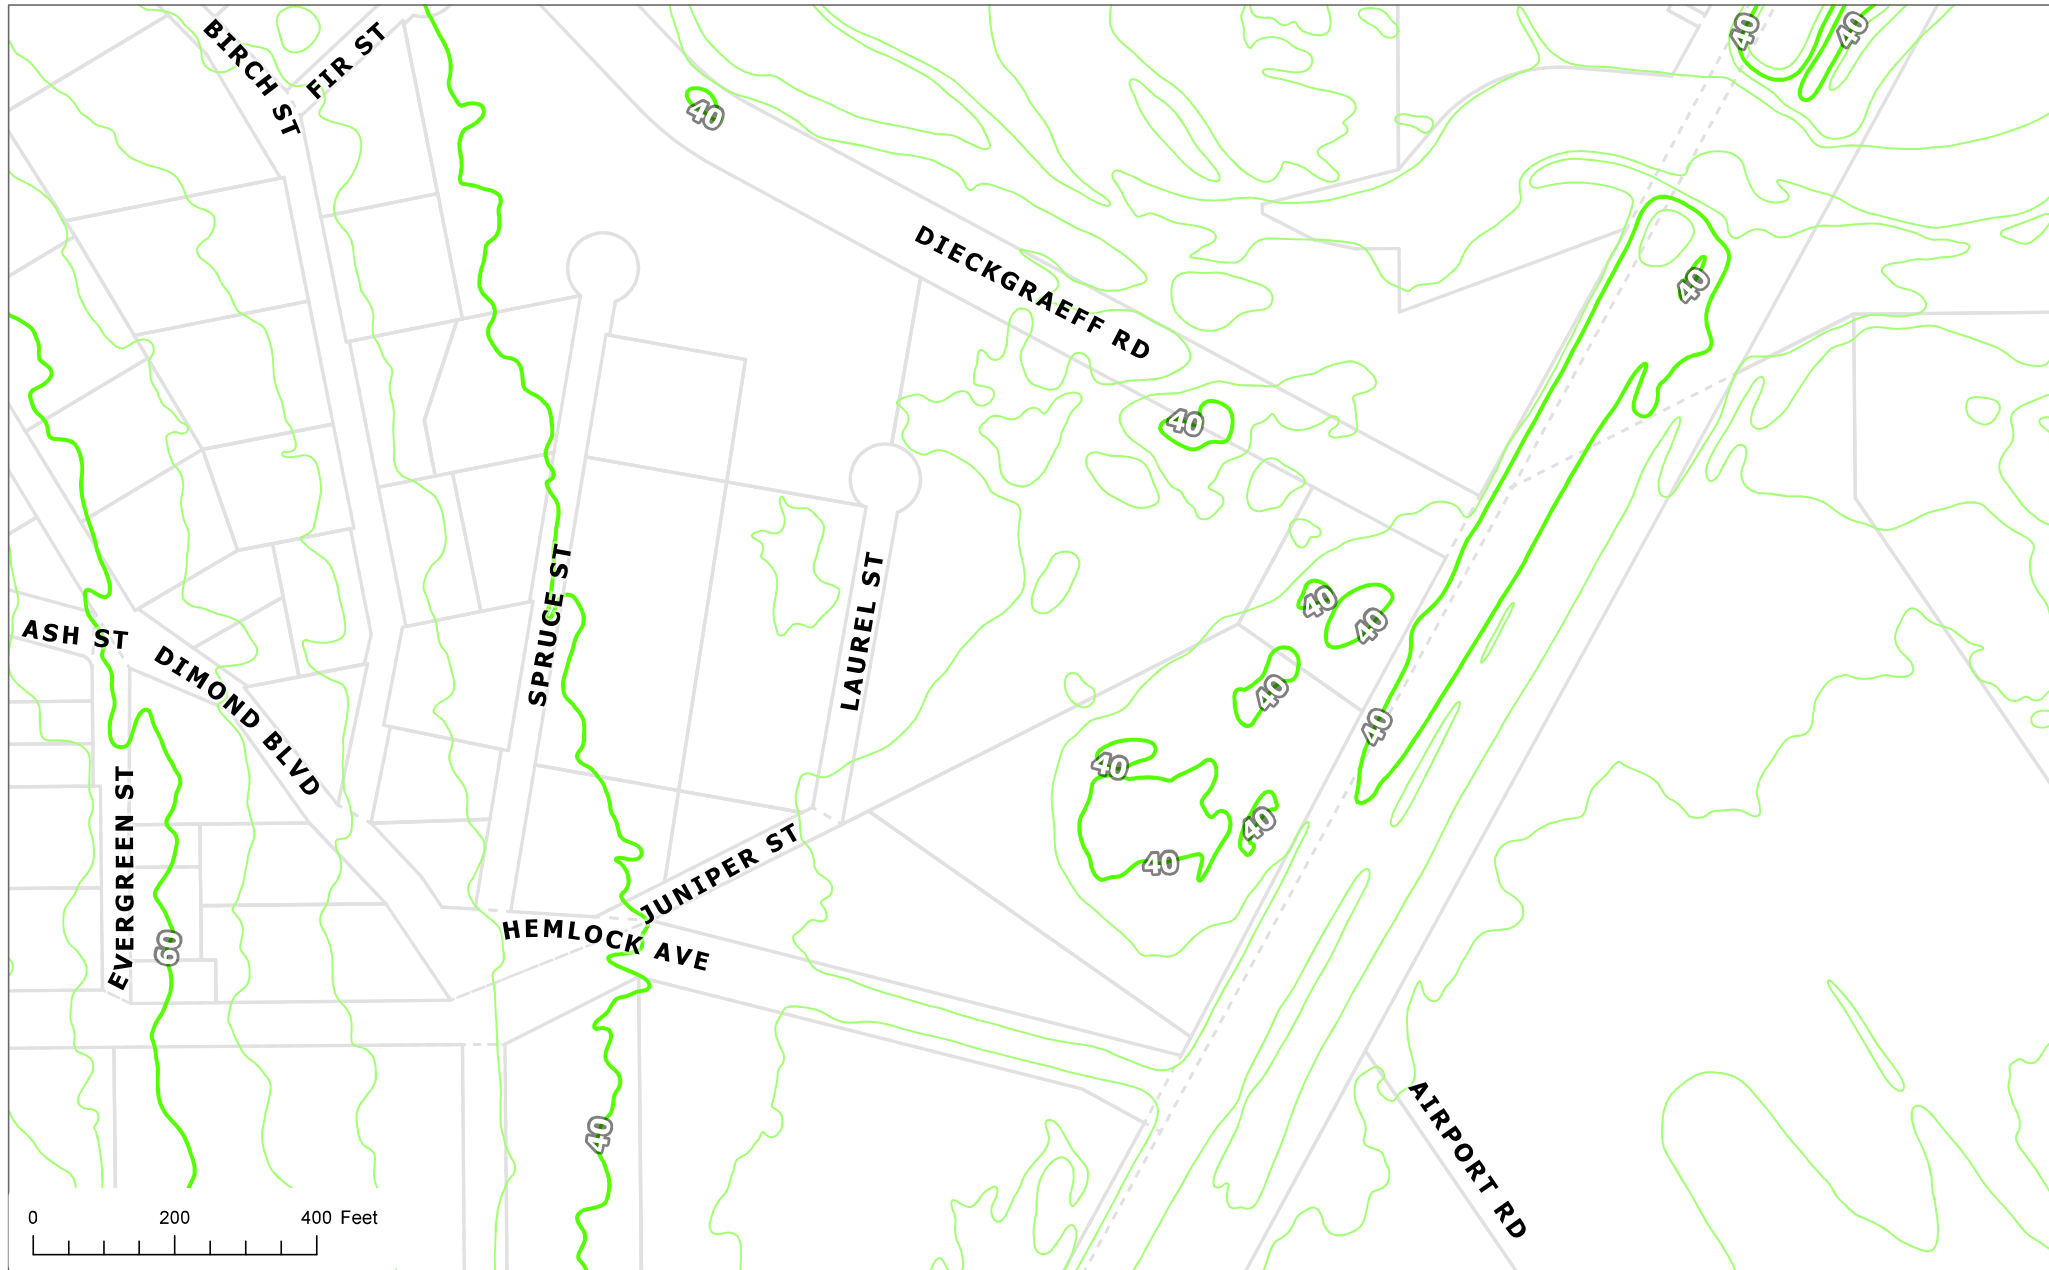 BIRCH ST
FIR ST
40
40
40
DIECKGRAEFF RD
40
40
SPRUCE ST
LAUREL ST
40
40
ASH ST
DIMOND BLVD
40
40
40
EVERGREEN ST
40
40
JUNIPER ST
HEMLOCK AVE
60
40
AIRPORT RD
0 200 400 Feet